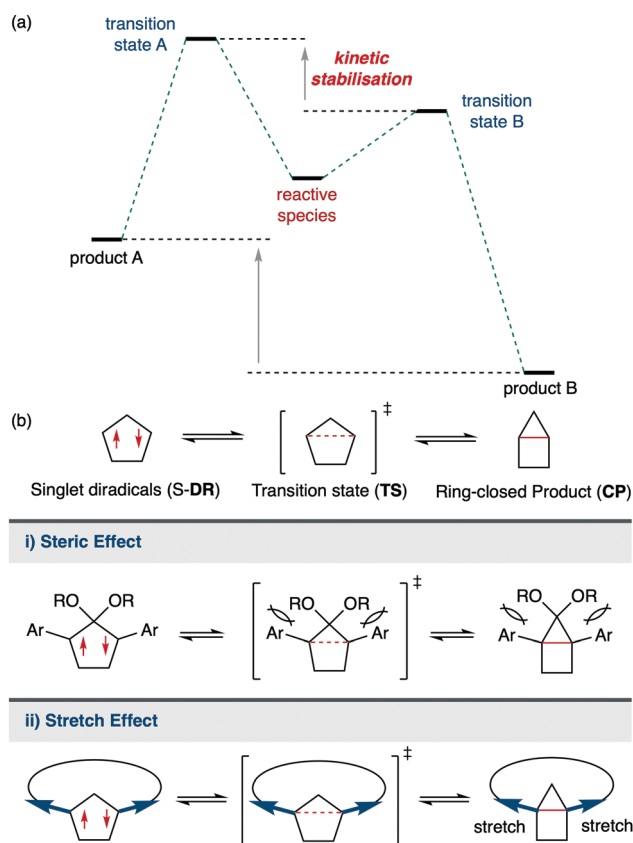 (a)
transition
state A
kinetic
stabilisation
transition
state B
reactive
species
product A
product B
(b)
‡
Singlet diradicals (S-DR)
Transition state (TS)
Ring-closed Product (CP)
i) Steric Effect
RO OR
Ar Ar
‡
RO OR
Ar Ar
RO OR
Ar Ar
ii) Stretch Effect
‡
stretch stretch